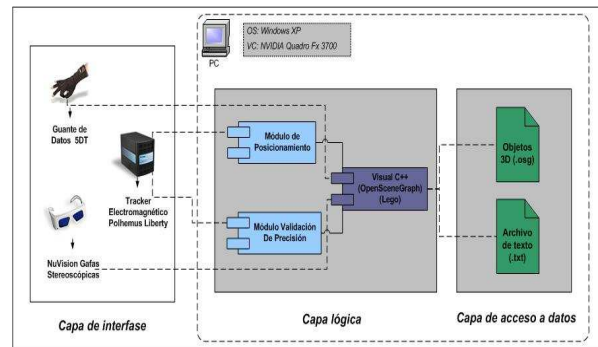 OS: Windows XP
VC: NVIDIA Quadro Fx 3700
PC
Guante de
Datos 5DT
Tracker
Electromagnético
Polhemus Liberty
NuVision Gafas
Stereoscópicas
Capa de interfase
Módulo de
Posicionamiento
Módulo Validación
De Precisión
Visual C++
(OpenSceneGraph)
(Lego)
Capa lógica
Objetos
3D (.osg)
Archivo
de texto
(.txt)
Capa de acceso a datos